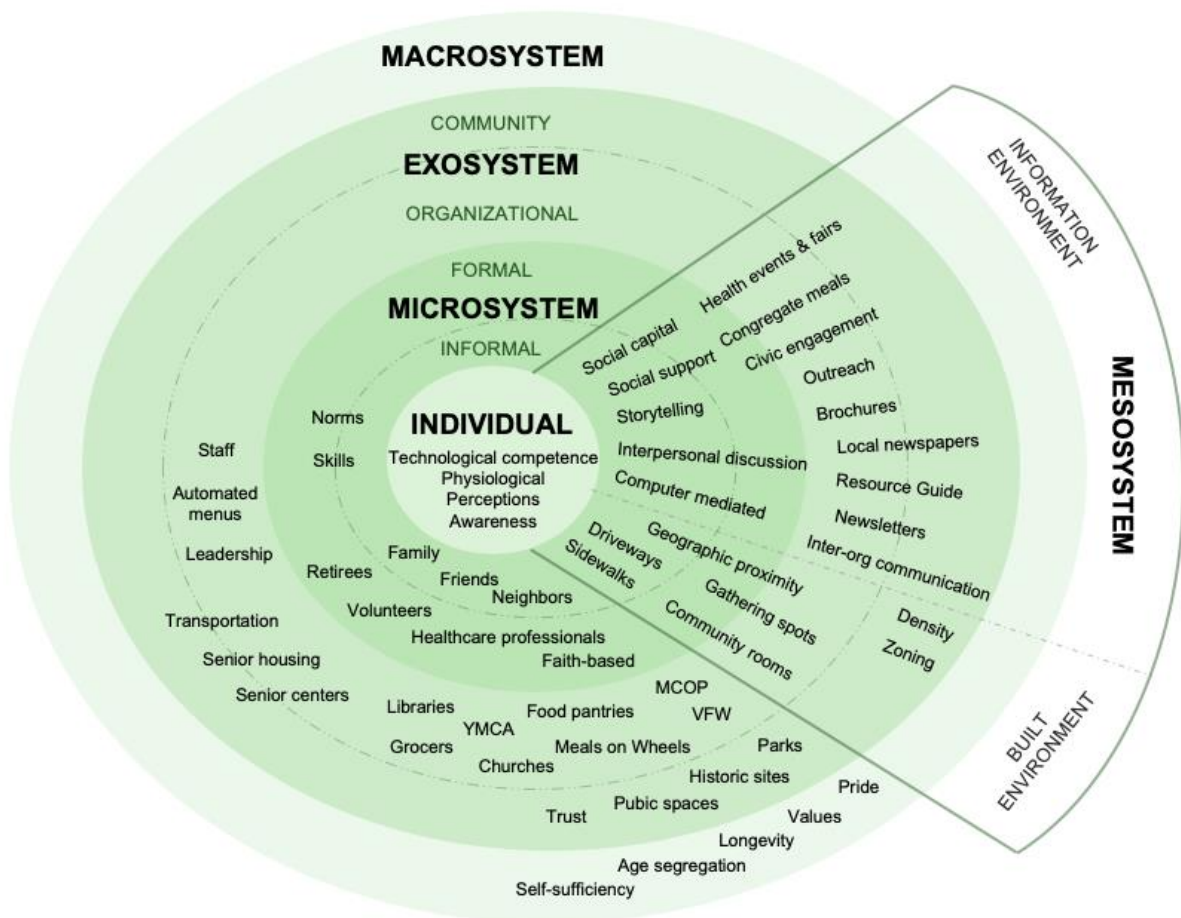 MACROSYSTEM
COMMUNITY
EXOSYSTEM
ORGANIZATIONAL
FORMAL
MICROSYSTEM
INFORMAL
INDIVIDUAL
Technological competence
Physiological
Perceptions
Awareness
Norms
Skills
Staff
Automated
menus
Leadership
Family
Friends
Neighbors
Retirees
Volunteers
Healthcare professionals
Faith-based
Transportation
Senior housing
Senior centers
Libraries
YMCA
Grocers
Churches
Food pantries
Meals on Wheels
MCOP
VFW
Parks
Historic sites
Pubic spaces
Trust
Pride
Values
Longevity
Age segregation
Self-sufficiency
Social capital
Health events & fairs
Social support
Congregate meals
Civic engagement
Storytelling
Outreach
Brochures
Interpersonal discussion
Local newspapers
Computer mediated
Resource Guide
Newsletters
Inter-org communication
Driveways
Sidewalks
Geographic proximity
Gathering spots
Community rooms
Density
Zoning
INFORMATION
ENVIRONMENT
MESOSYSTEM
BUILT
ENVIRONMENT